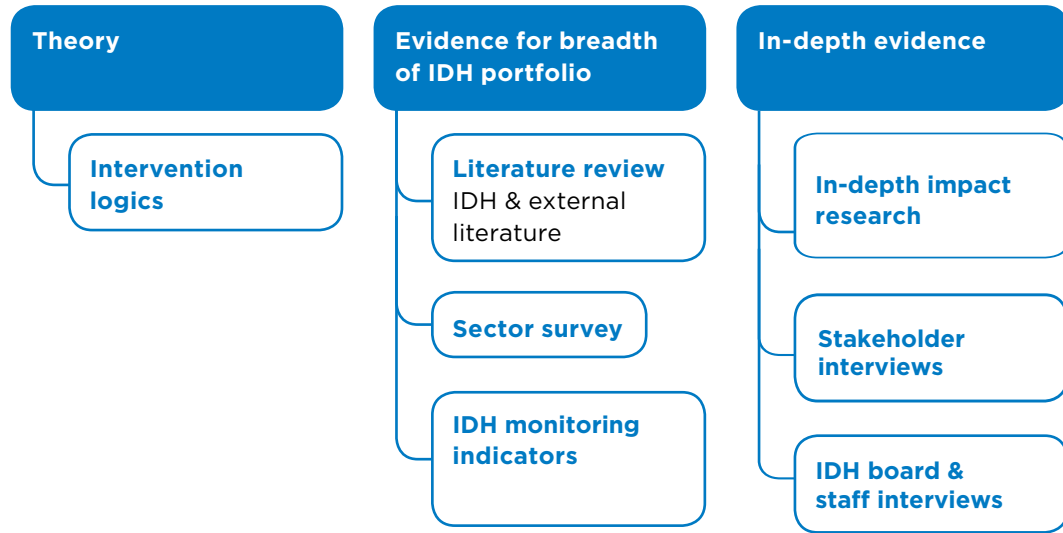 Theory
Intervention
logics
Evidence for breadth
of IDH portfolio
Literature review
IDH & external
literature
Sector survey
IDH monitoring
indicators
In-depth evidence
In-depth impact
research
Stakeholder
interviews
IDH board &
staff interviews